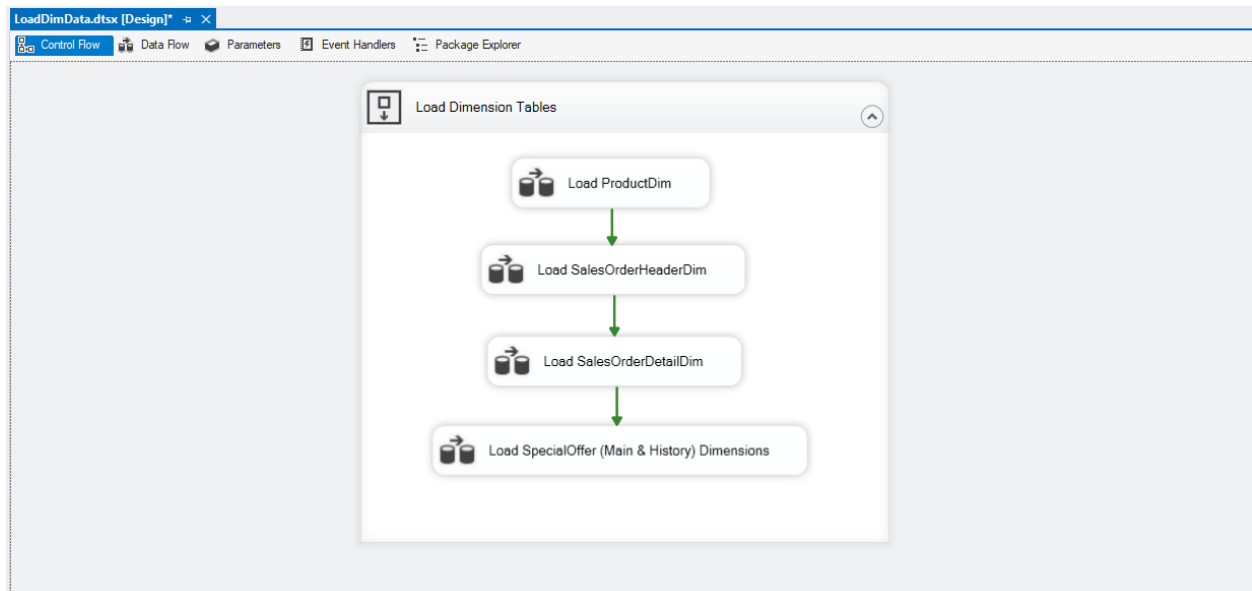 LoadDimData.dtsx [Design]*
Control Flow Data Flow Parameters Event Handlers Package Explorer
Load Dimension Tables
Load ProductDim
Load SalesOrderHeaderDim
Load SalesOrderDetailDim
Load SpecialOffer (Main & History) Dimensions